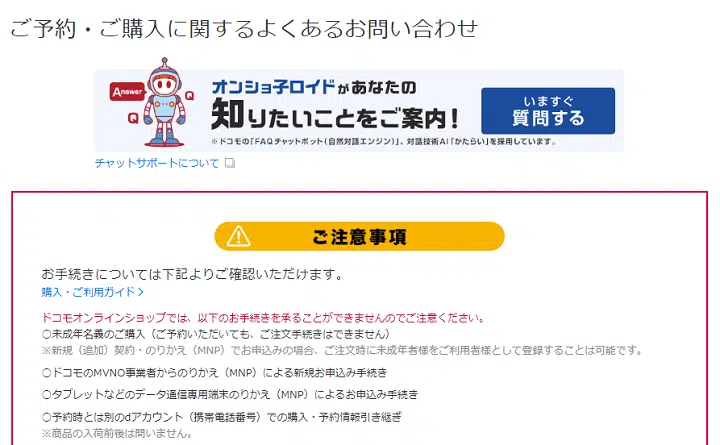 ご予約・ご購入に関するよくあるお問い合わせ
Answer
Q
Q
オンショ子ロイドがあなたの
知りたいことをご案内！
※ドコモの「FAQチャットボット(自然対話エンジン)」、対話技術AI「かたらい」を採用しています。
いますぐ
質問する
チャットサポートについて
ご注意事項
お手続きについては下記よりご確認いただけます。
購入・ご利用ガイド
ドコモオンラインショップでは、以下のお手続きを承ることができませんのでご注意ください。
○未成年名義のご購入（ご予約いただいても、ご注文手続きはできません）
※新規（追加）契約・のりかえ（MNP）でお申込みの場合、ご注文時に未成年者様をご利用者様として登録することは可能です。
○ドコモのMVNO事業者からのりかえ（MNP）による新規お申込み手続き
○タブレットなどのデータ通信専用端末のりかえ（MNP）によるお申込み手続き
○予約時とは別のdアカウント（携帯電話番号）での購入・予約情報引き継ぎ
※商品の入荷前後は問いません。